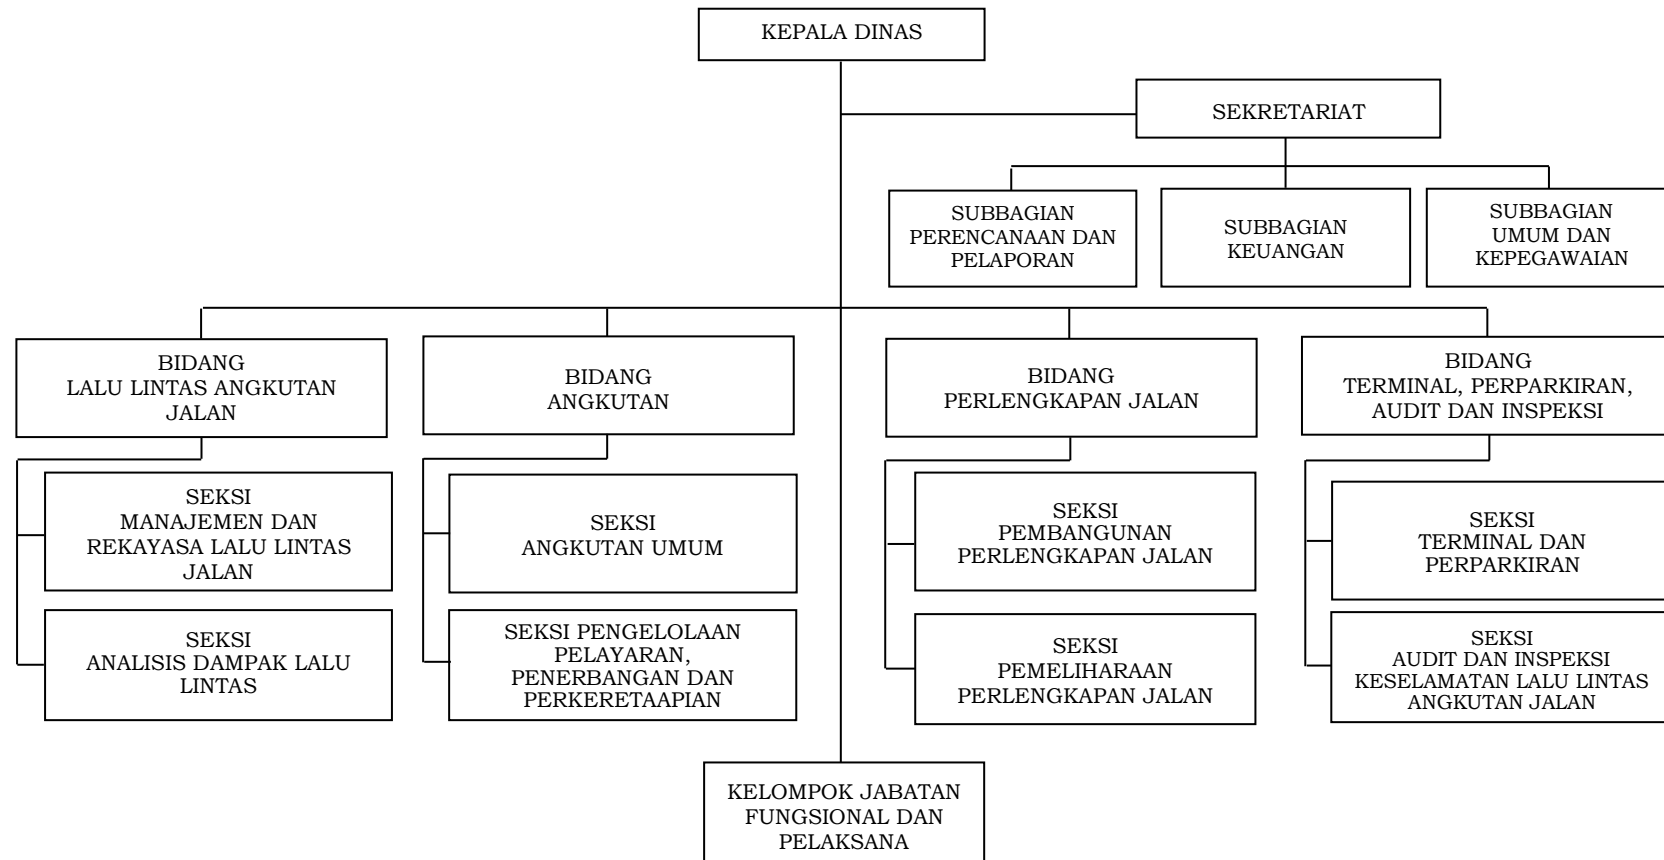 KEPALA DINAS
SEKRETARIAT
SUBBAGIAN
PERENCANAAN DAN
PELAPORAN
SUBBAGIAN
KEUANGAN
SUBBAGIAN
UMUM DAN
KEPEGAWAIAN
BIDANG
LALU LINTAS ANGKUTAN
JALAN
BIDANG
ANGKUTAN
BIDANG
PERLENGKAPAN JALAN
BIDANG
TERMINAL, PERPARKIRAN,
AUDIT DAN INSPEKSI
SEKSI
MANAJEMEN DAN
REKAYASA LALU LINTAS
JALAN
SEKSI
ANGKUTAN UMUM
SEKSI
PEMBANGUNAN
PERLENGKAPAN JALAN
SEKSI
TERMINAL DAN
PERPARKIRAN
SEKSI
ANALISIS DAMPAK LALU
LINTAS
SEKSI PENGELOLAAN
PELAYARAN,
PENERBANGAN DAN
PERKERETAAPIAN
SEKSI
PEMELIHARAAN
PERLENGKAPAN JALAN
SEKSI
AUDIT DAN INSPEKSI
KESELAMATAN LALU LINTAS
ANGKUTAN JALAN
KELOMPOK JABATAN
FUNGSIONAL DAN
PELAKSANA